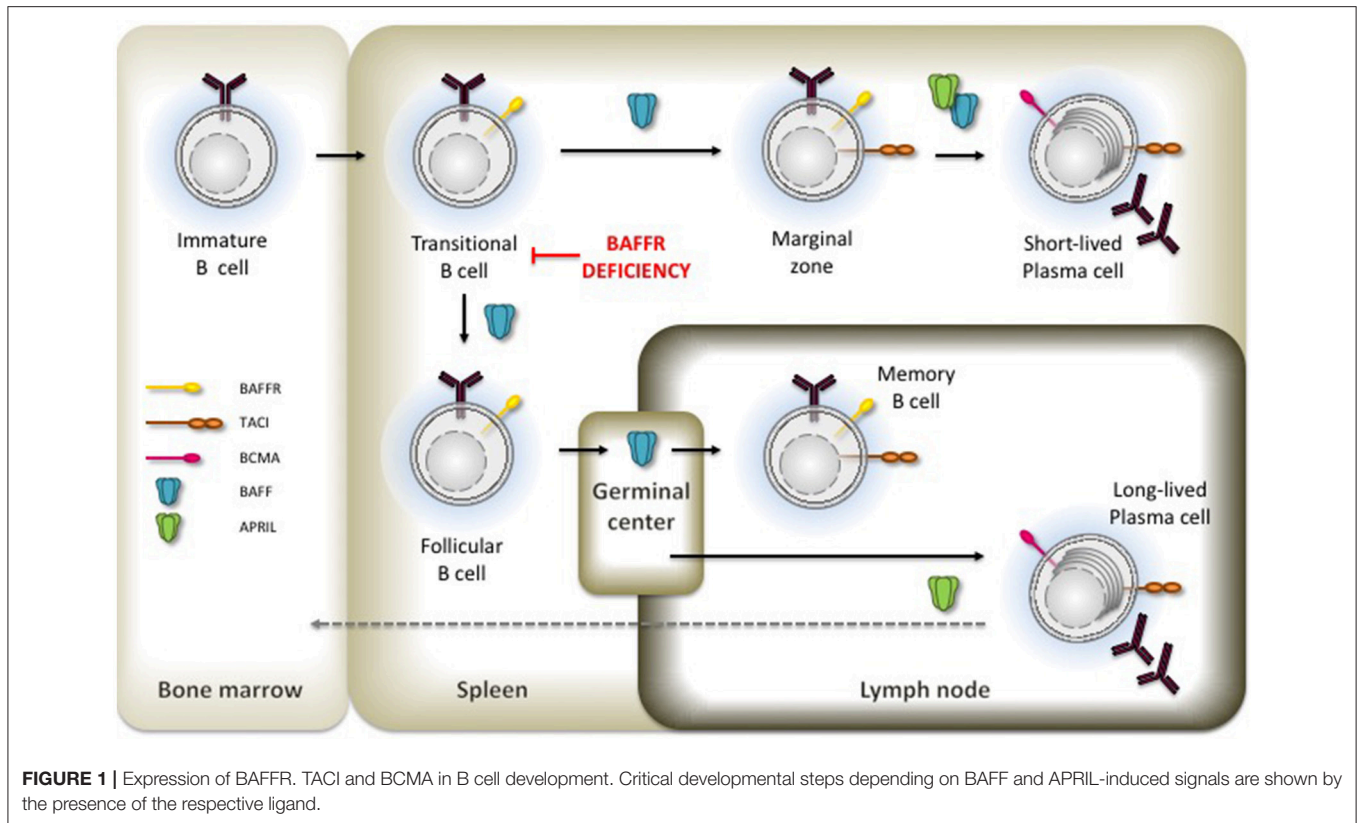 Immature
B cell
Transitional
B cell
BAFFR
DEFICIENCY
Marginal
zone
Short-lived
Plasma cell
BAFFR
TACI
BCMA
BAFF
APRIL
Follicular
B cell
Germinal
center
Memory
B cell
Long-lived
Plasma cell
Bone marrow
Spleen
Lymph node
FIGURE 1 | Expression of BAFFR. TACI and BCMA in B cell development. Critical developmental steps depending on BAFF and APRIL-induced signals are shown by
the presence of the respective ligand.